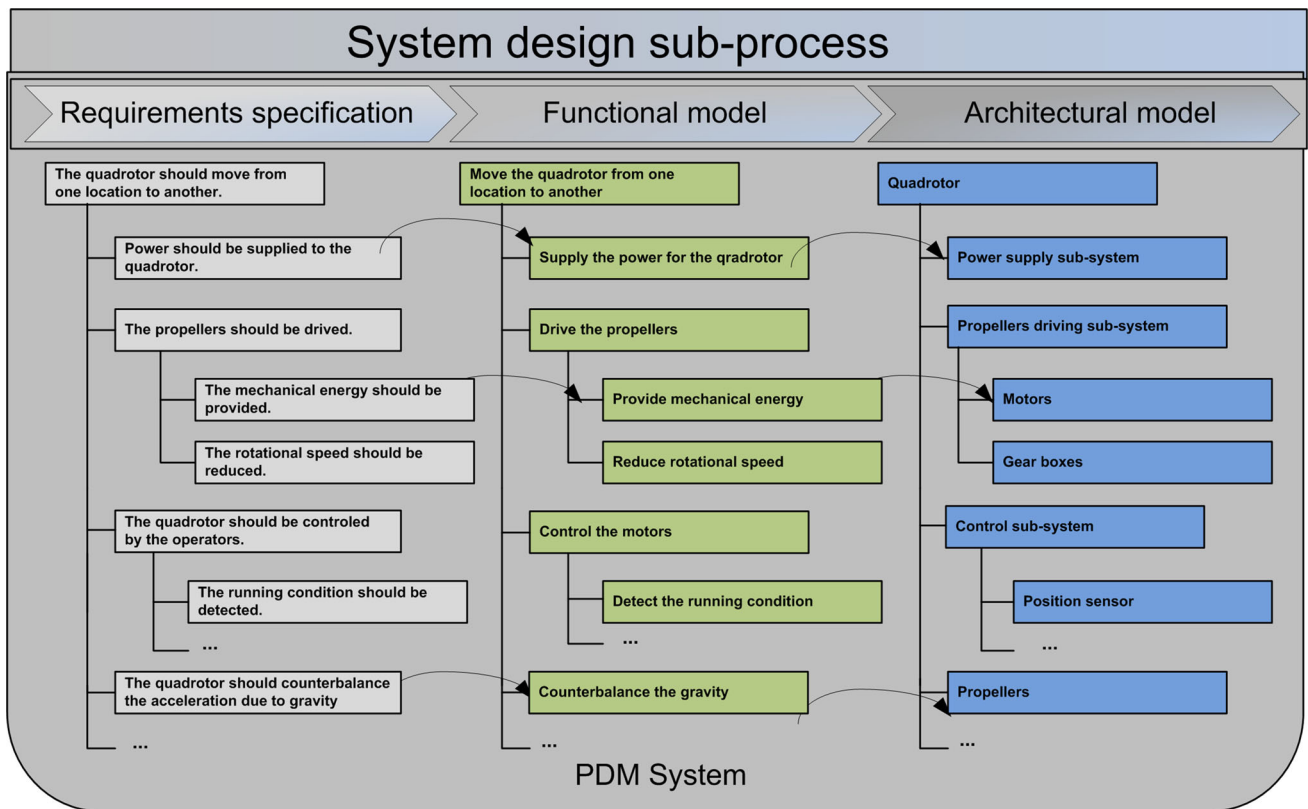 System design sub-process
Requirements specification
Functional model
Architectural model
The quadrotor should move from
one location to another.
Power should be supplied to the
quadrotor.
The propellers should be drived.
The mechanical energy should be
provided.
The rotational speed should be
reduced.
The quadrotor should be controled
by the operators.
The running condition should be
detected.
...
The quadrotor should counterbalance
the acceleration due to gravity
...
Move the quadrotor from one
location to another
Supply the power for the qradrotor
Drive the propellers
Provide mechanical energy
Reduce rotational speed
Control the motors
Detect the running condition
...
Counterbalance the gravity
...
Quadrotor
Power supply sub-system
Propellers driving sub-system
Motors
Gear boxes
Control sub-system
Position sensor
...
Propellers
...
PDM System